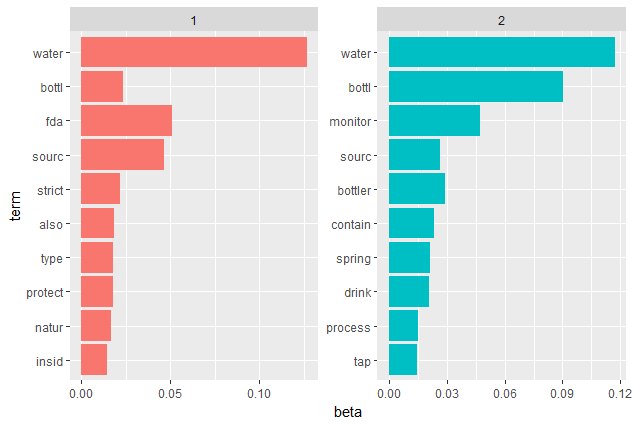 1
2
term
water
bottl
fda
sourc
strict
also
type
protect
natur
insid
water
bottl
monitor
sourc
bottler
contain
spring
drink
process
tap
0.00 0.05 0.10
0.00 0.03 0.06 0.09 0.12
beta